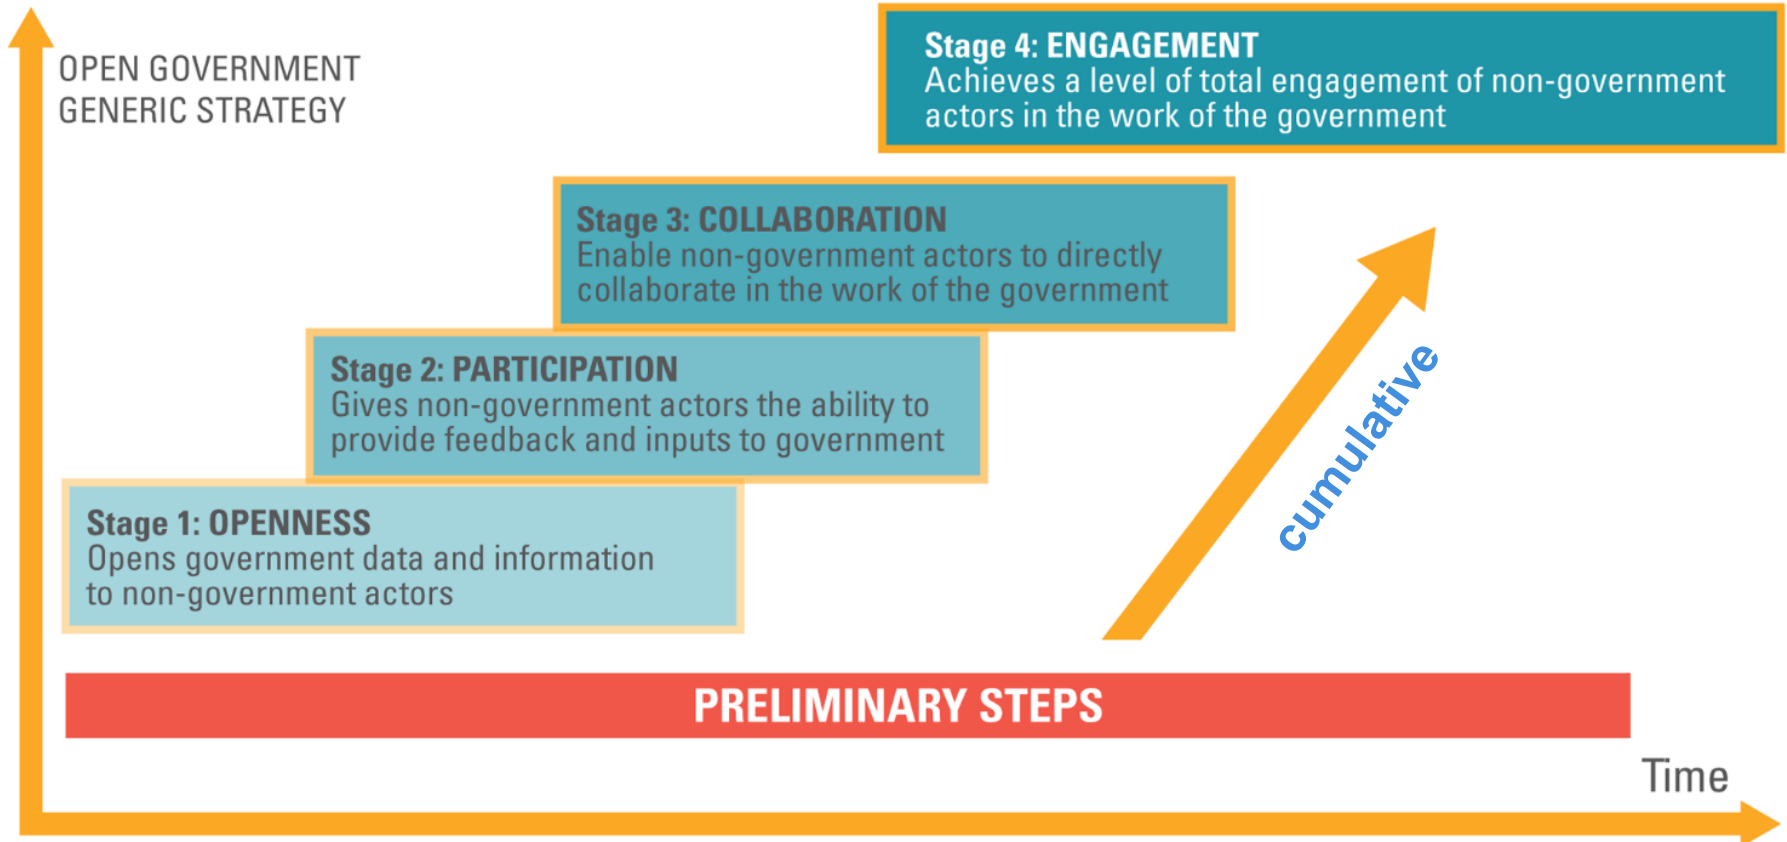 OPEN GOVERNMENT
GENERIC STRATEGY
Stage 4: ENGAGEMENT
Achieves a level of total engagement of non-government
actors in the work of the government
Stage 3: COLLABORATION
Enable non-government actors to directly
collaborate in the work of the government
Stage 2: PARTICIPATION
Gives non-government actors the ability to
provide feedback and inputs to government
Stage 1: OPENNESS
Opens government data and information
to non-government actors
cumulative
PRELIMINARY STEPS
Time